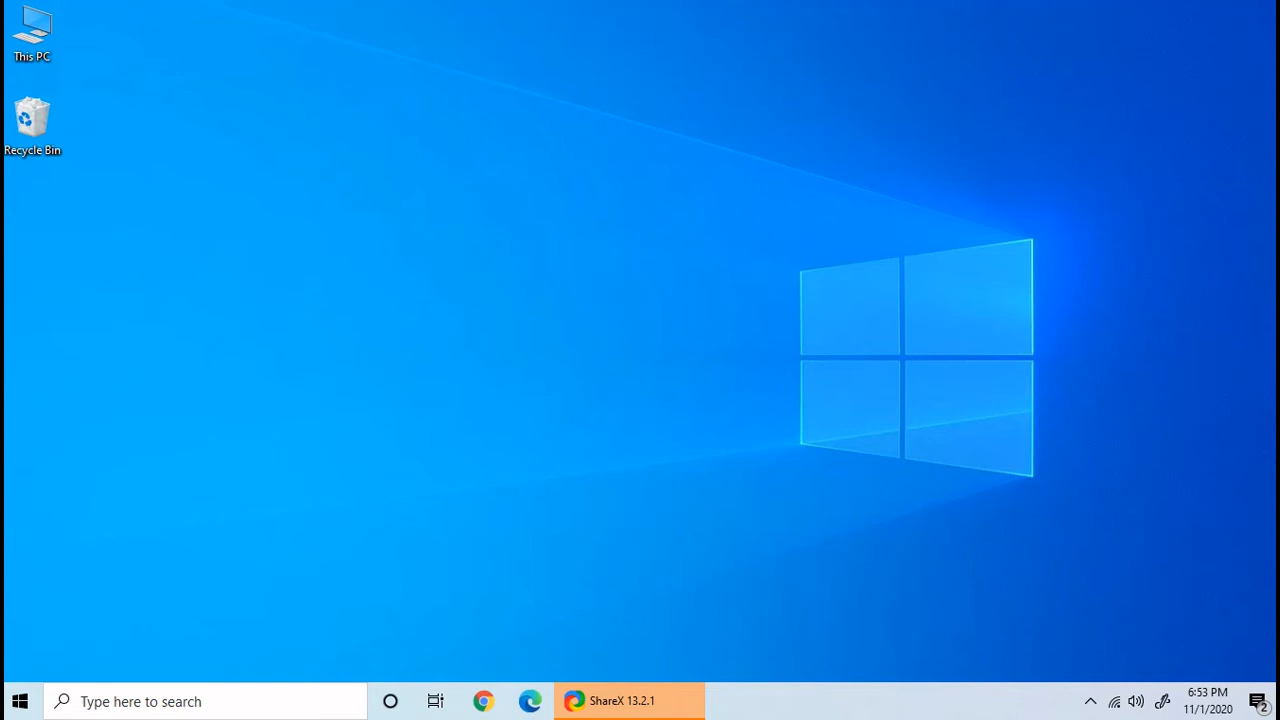 This PC
Recycle Bin
Type here to search
ShareX 13.2.1
6:53 PM
11/1/2020
2